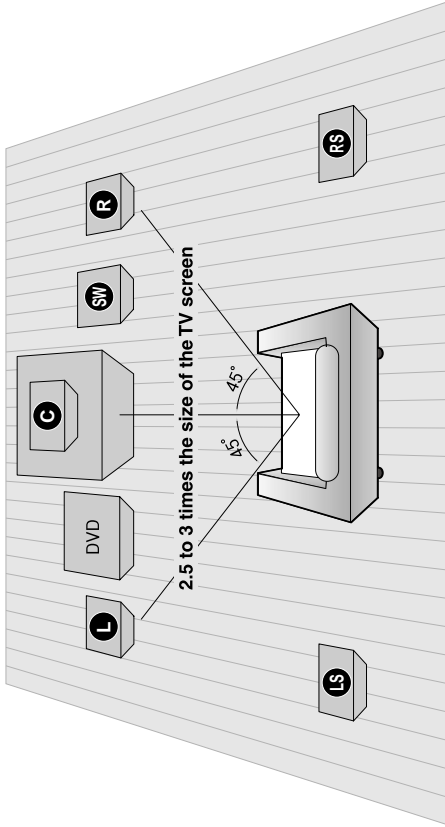 L
DVD
C
SW
R
2.5 to 3 times the size of the TV screen
45°
45°
LS
RS